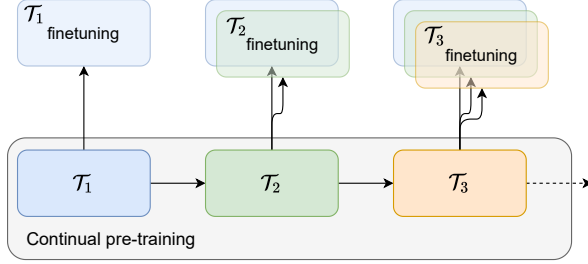 𝒯₁ finetuning
𝒯₂ finetuning
𝒯₃ finetuning
𝒯₁
𝒯₂
𝒯₃
Continual pre-training